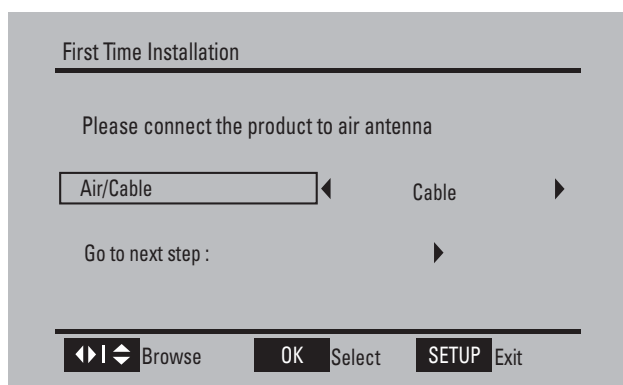 First Time Installation
Please connect the product to air antenna
Air/Cable Cable
Go to next step :
Browse OK Select SETUP Exit